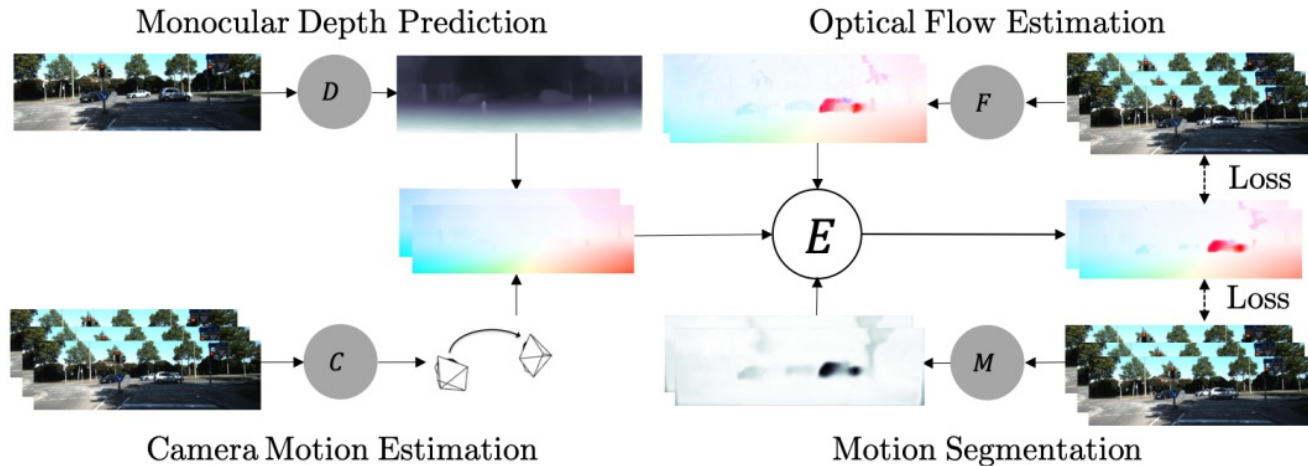 Monocular Depth Prediction
Optical Flow Estimation
D
F
Loss
E
Loss
C
M
Camera Motion Estimation
Motion Segmentation